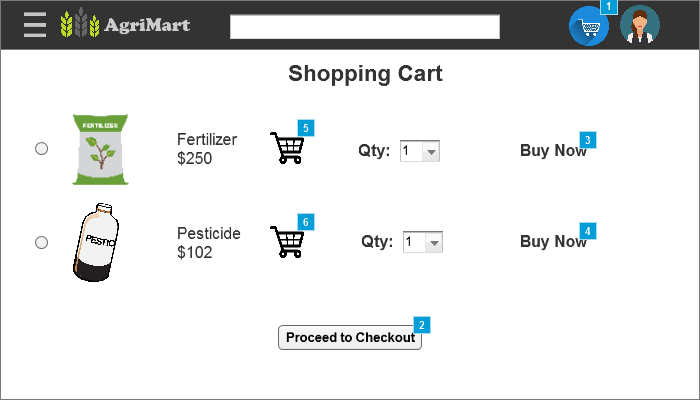 1
AgriMart
Shopping Cart
FERTILIZER
5
3
Fertilizer
$250
Qty: 1
Buy Now
6
4
PESTIC
Pesticide
$102
Qty: 1
Buy Now
2
Proceed to Checkout